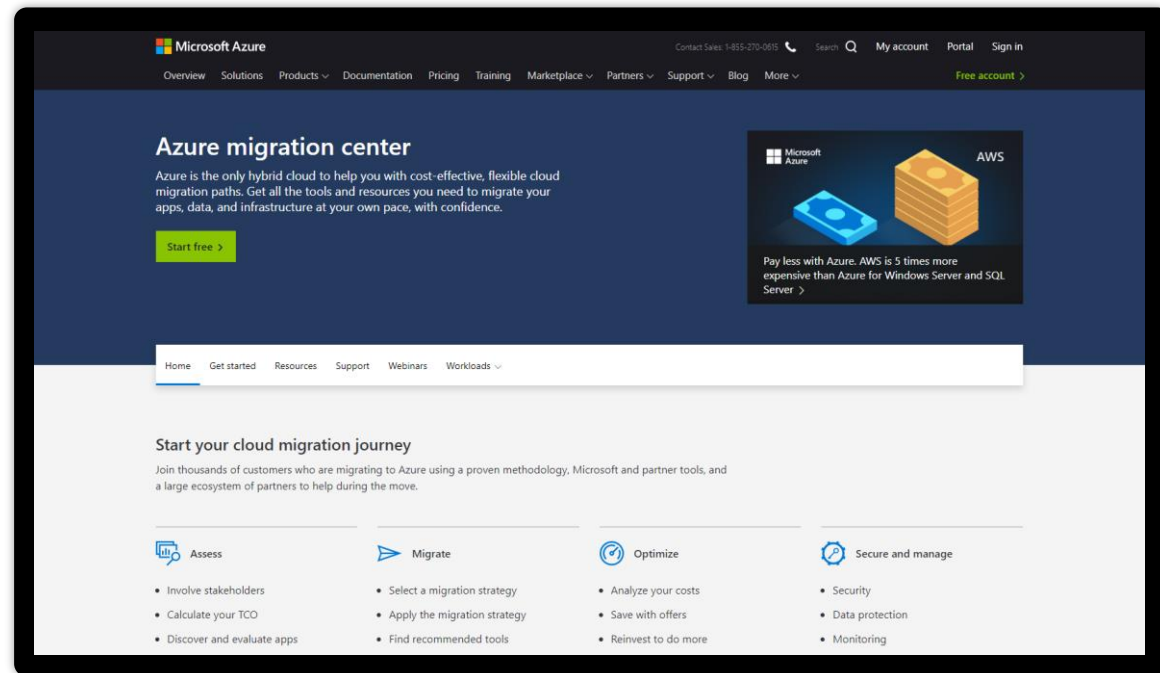 Microsoft Azure
Contact Sales: 1-855-270-0615
Search
My account
Portal
Sign in
Overview
Solutions
Products
Documentation
Pricing
Training
Marketplace
Partners
Support
Blog
More
Free account >
Azure migration center
Azure is the only hybrid cloud to help you with cost-effective, flexible cloud
migration paths. Get all the tools and resources you need to migrate your
apps, data, and infrastructure at your own pace, with confidence.
Start free >
Microsoft
Azure
AWS
Pay less with Azure. AWS is 5 times more
expensive than Azure for Windows Server and SQL
Server >
Home
Get started
Resources
Support
Webinars
Workloads
Start your cloud migration journey
Join thousands of customers who are migrating to Azure using a proven methodology, Microsoft and partner tools, and
a large ecosystem of partners to help during the move.
Assess
• Involve stakeholders
• Calculate your TCO
• Discover and evaluate apps
Migrate
• Select a migration strategy
• Apply the migration strategy
• Find recommended tools
Optimize
• Analyze your costs
• Save with offers
• Reinvest to do more
Secure and manage
• Security
• Data protection
• Monitoring